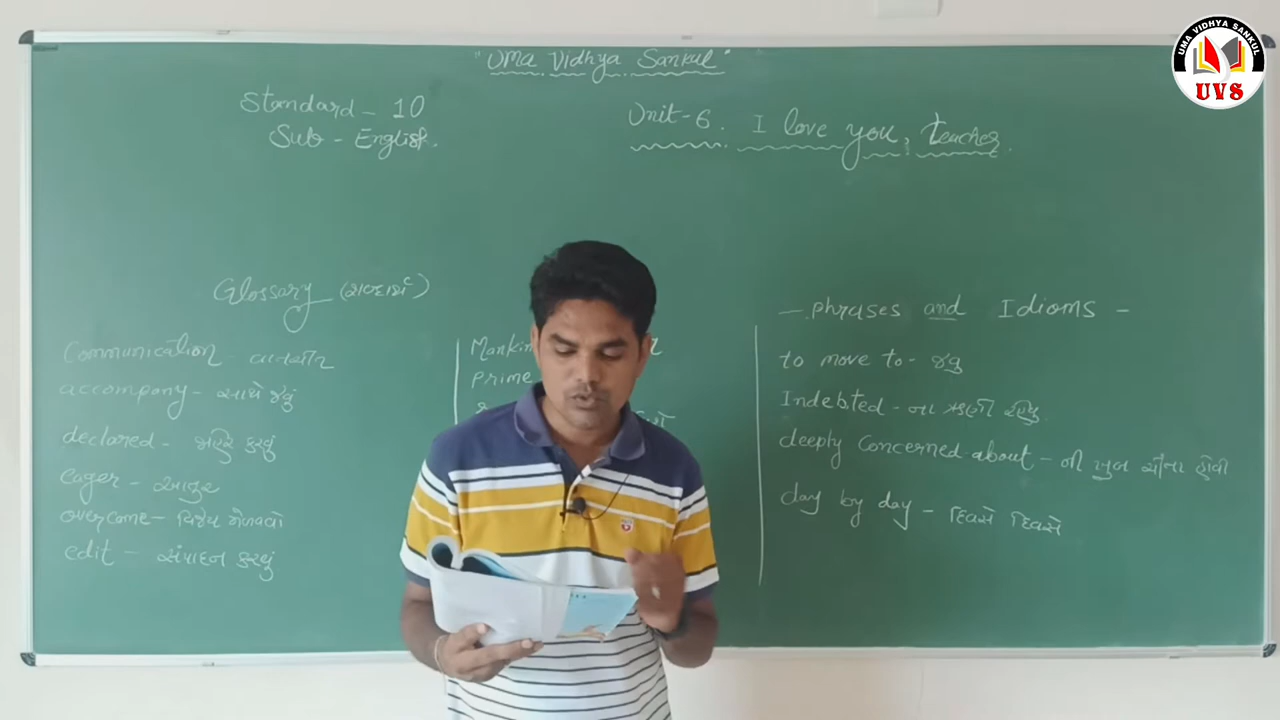 "Uma Vidhya Sankul"
Standard - 10
Sub - English.
Unit-6. I love you, teacher.
Glossary (શબ્દાર્થ)
Communication - વાતચીત
accompony - સાથે જવું
declared - જાહેર કરવું
eager - આતુર
overcome - વિજય મેળવવો
edit - સંપાદન કરવું
prime
- phrases and Idioms -
to move to - જવુ
Indebted - ના ઋણી રહેવુ
deeply concerned about - ની ખુબ ચીંતા હોવી
day by day - દિવસે દિવસે
UMA VIDHYA SANKUL
UVS